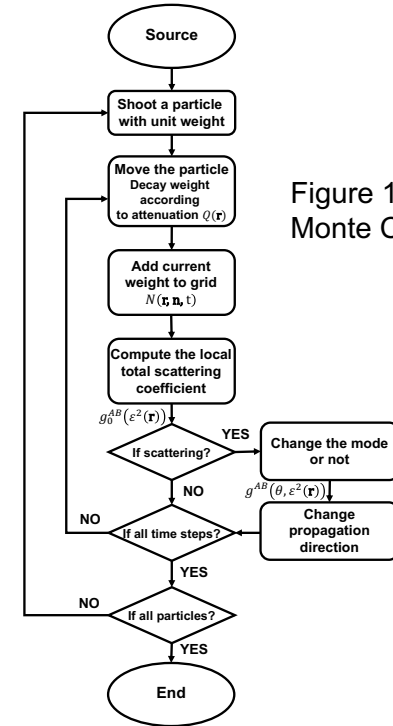 Source
Shoot a particle
with unit weight
Move the particle
Decay weight
according
to attenuation Q(r)
Figure 1
Monte C
Add current
weight to grid
N(r, n, t)
Compute the local
total scattering
coefficient
g₀ᴬᴮ(ε²(r))
If scattering?
YES
Change the mode
or not
NO
gᴬᴮ(θ, ε²(r))
Change
propagation
direction
NO
If all time steps?
YES
NO
If all particles?
YES
End